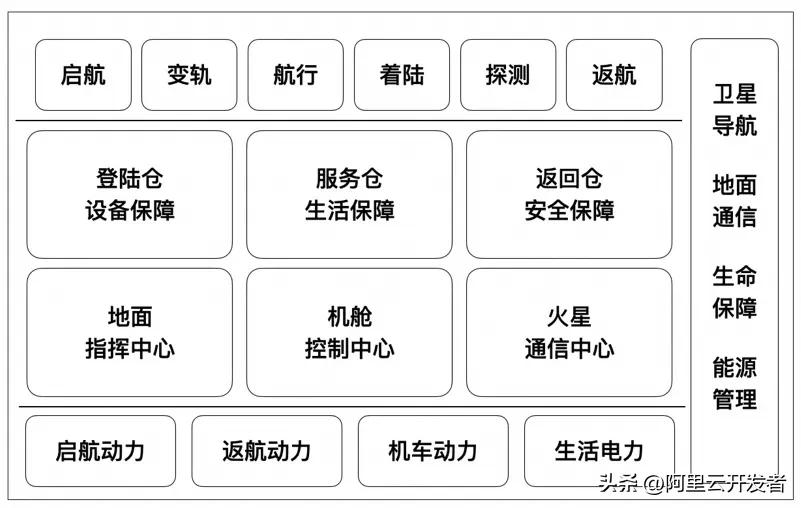 启航
变轨
航行
着陆
探测
返航
登陆仓
设备保障
服务仓
生活保障
返回仓
安全保障
地面
指挥中心
机舱
控制中心
火星
通信中心
启航动力
返航动力
机车动力
生活电力
卫星
导航
地面
通信
生命
保障
能源
管理
头条 @阿里云开发者